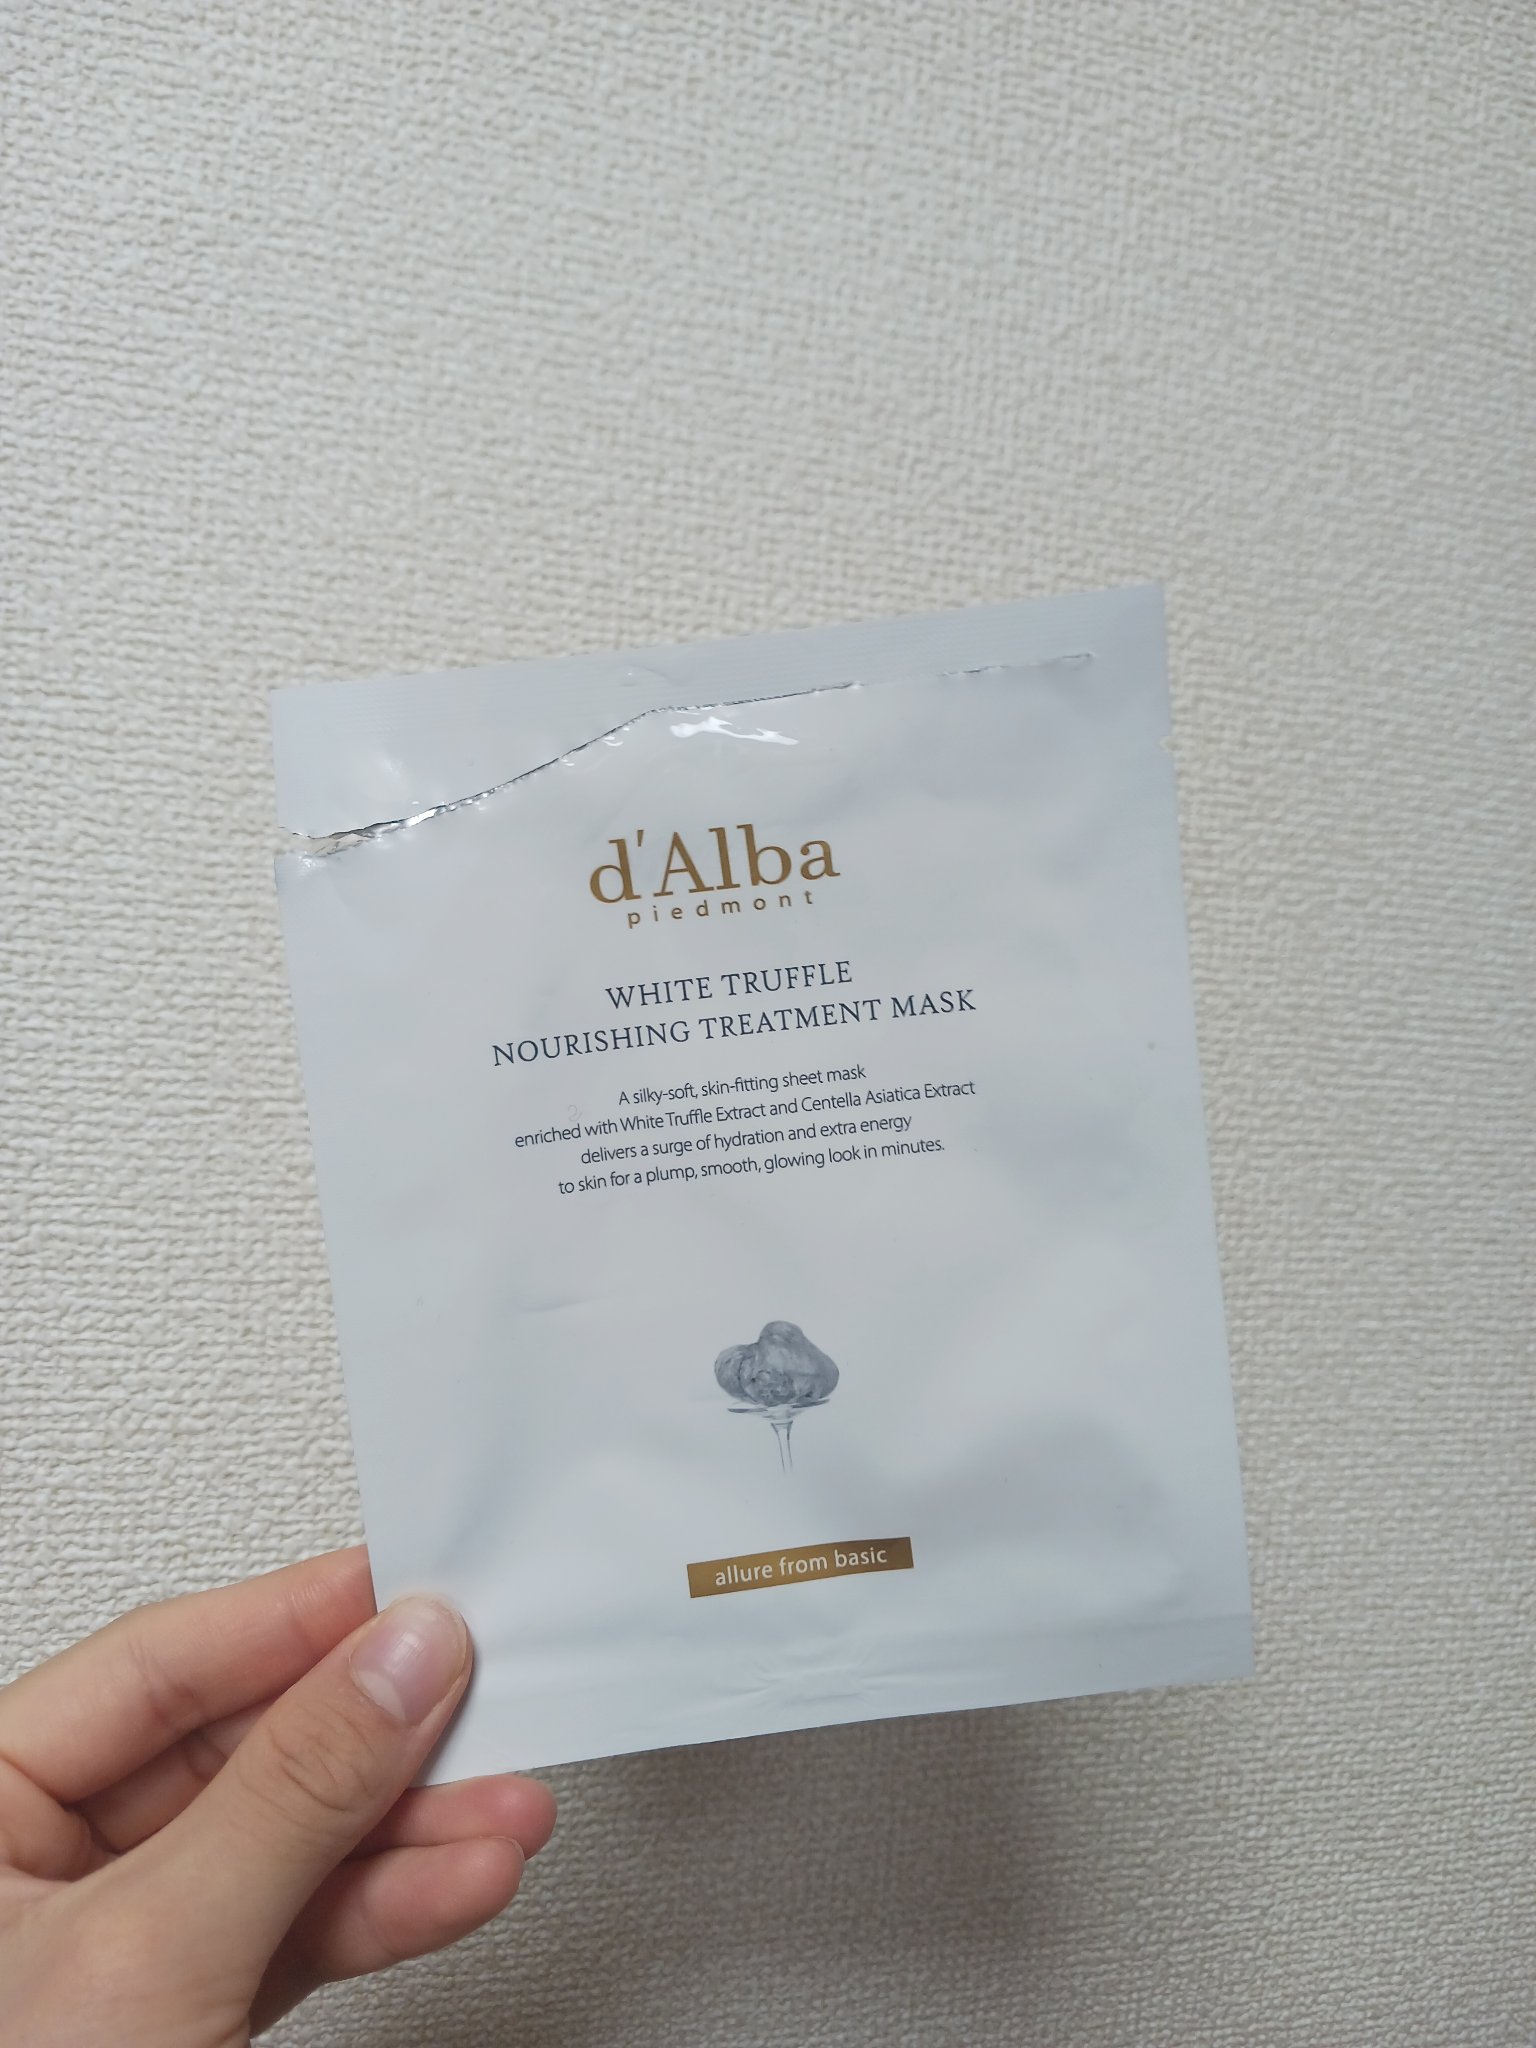 d'Alba
piedmont
WHITE TRUFFLE
NOURISHING TREATMENT MASK
A silky-soft, skin-fitting sheet mask
enriched with White Truffle Extract and Centella Asiatica Extract
delivers a surge of hydration and extra energy
to skin for a plump, smooth, glowing look in minutes.
allure from basic